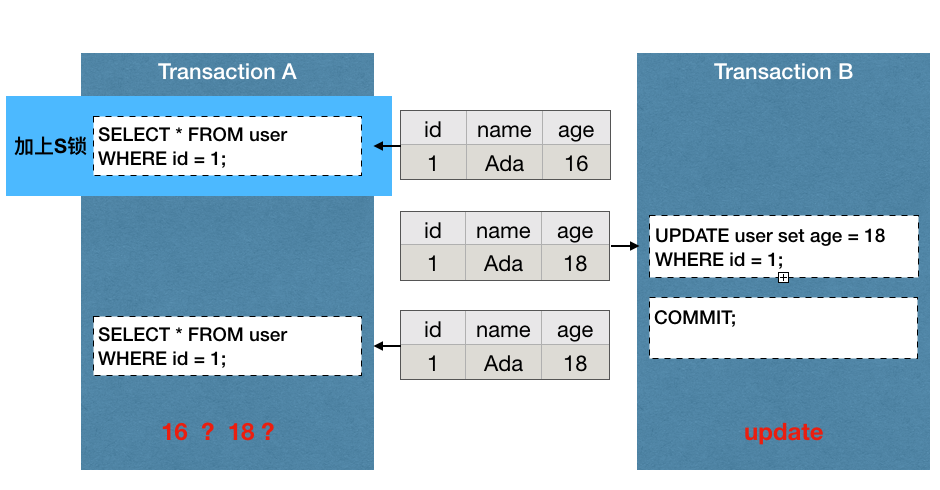 Transaction A
Transaction B
加上S锁
SELECT * FROM user
WHERE id = 1;
id name age
1 Ada 16
id name age
1 Ada 18
UPDATE user set age = 18
WHERE id = 1;
COMMIT;
SELECT * FROM user
WHERE id = 1;
id name age
1 Ada 18
16 ? 18?
update